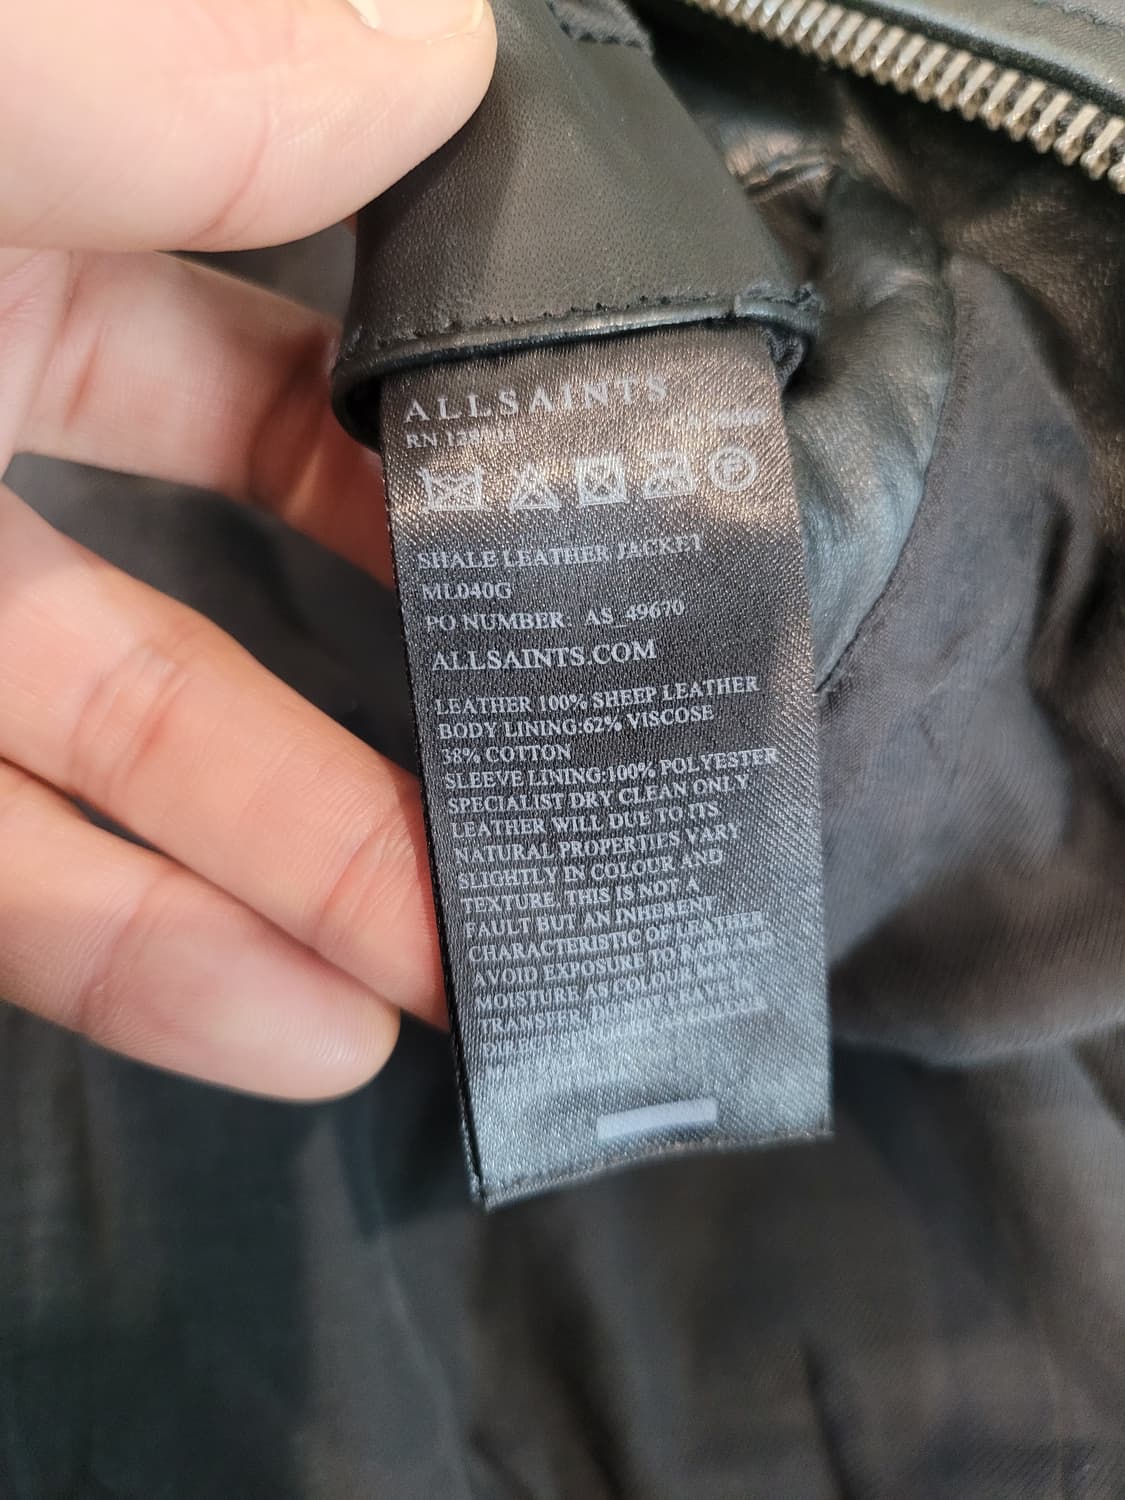 ALLSAINTS
RN
SHALE LEATHER JACKET
ML040G
PO NUMBER AS_49670
ALLSAINTS.COM
LEATHER 100% SHEEP LEATHER
BODY LINING:62% VISCOSE
38% COTTON
SLEEVE LINING:100% POLYESTER
SPECIALIST DRY CLEAN ONLY
LEATHER WILL DUE TO ITS
NATURAL PROPERTIES VARY
SLIGHTLY IN COLOUR AND
TEXTURE. THIS IS NOT A
FAULT BUT AN INHERENT
CHARACTERISTIC OF LEATHER
AVOID EXPOSURE TO RAIN AND
MOISTURE AS COLOUR MAY
TRANSFER